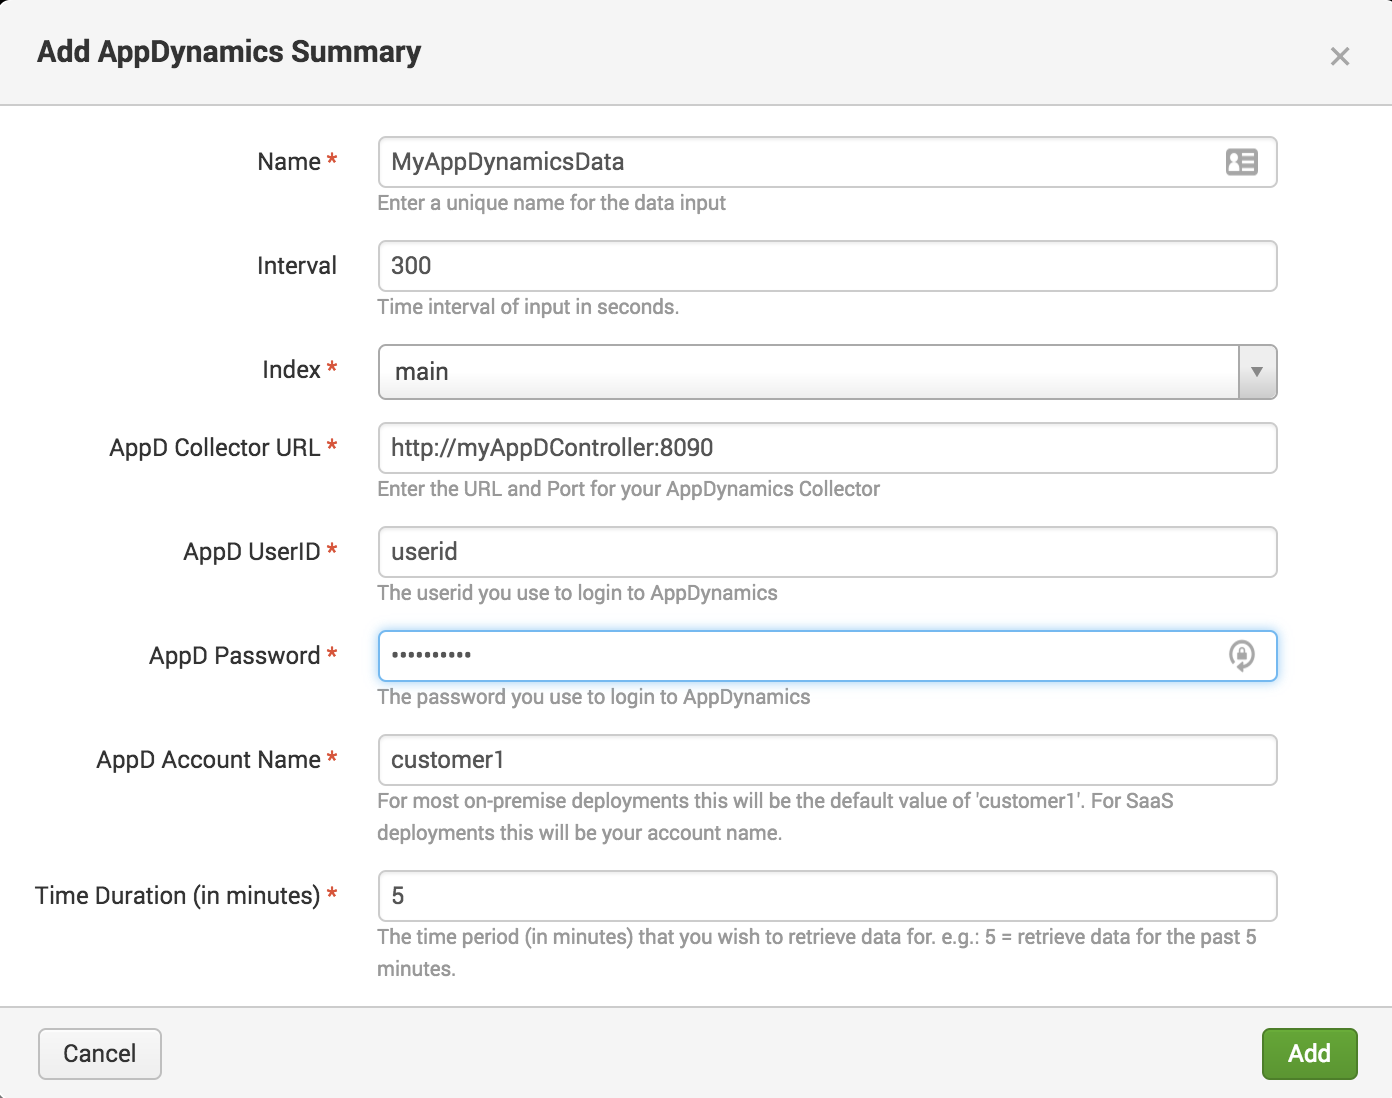 Add AppDynamics Summary
×
Name *
MyAppDynamicsData
Enter a unique name for the data input
Interval
300
Time interval of input in seconds.
Index *
main
AppD Collector URL *
http://myAppDController:8090
Enter the URL and Port for your AppDynamics Collector
AppD UserID *
userid
The userid you use to login to AppDynamics
AppD Password *
••••••••••
The password you use to login to AppDynamics
AppD Account Name *
customer1
For most on-premise deployments this will be the default value of 'customer1'. For SaaS
deployments this will be your account name.
Time Duration (in minutes) *
5
The time period (in minutes) that you wish to retrieve data for. e.g.: 5 = retrieve data for the past 5
minutes.
Cancel
Add